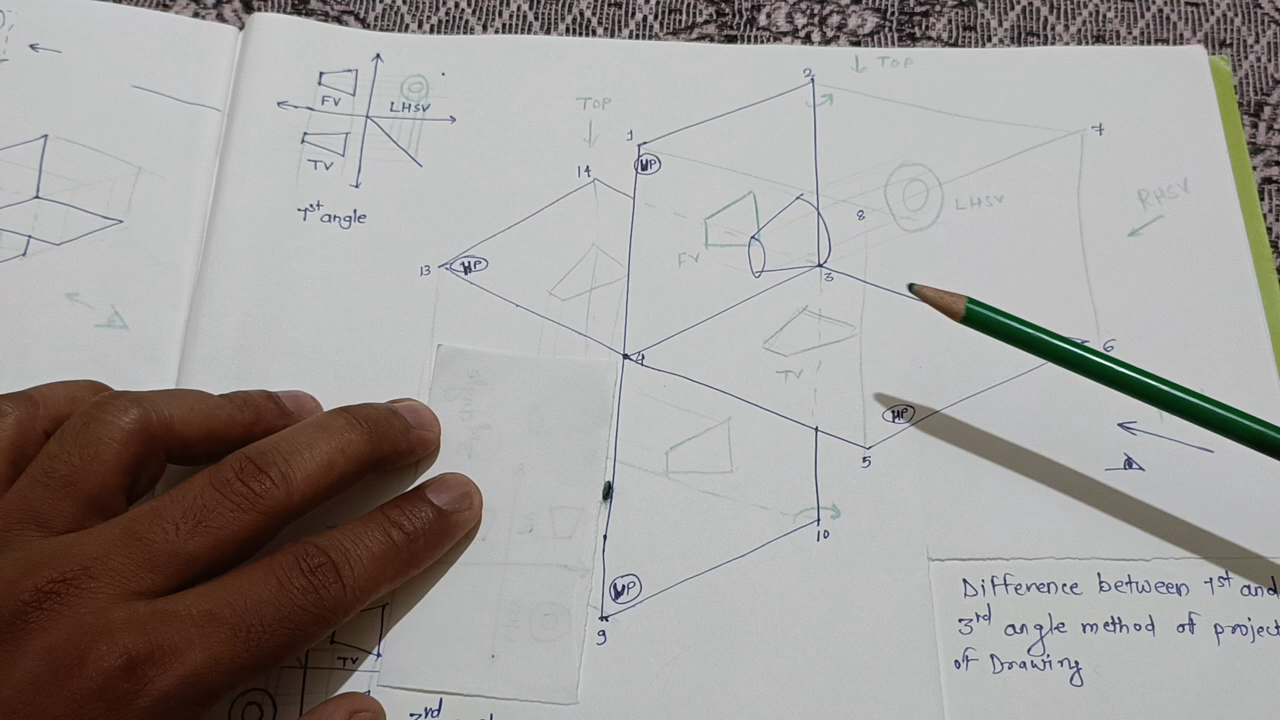 FV
LHSV
TV
1st angle
TOP
2
TOP
1
VP
14
7
13
HP
8
LHSV
RHSV
FV
3
4
TV
6
HP
5
10
VP
9
TV
3rd
Difference between 1st and
3rd angle method of project
of Drawing